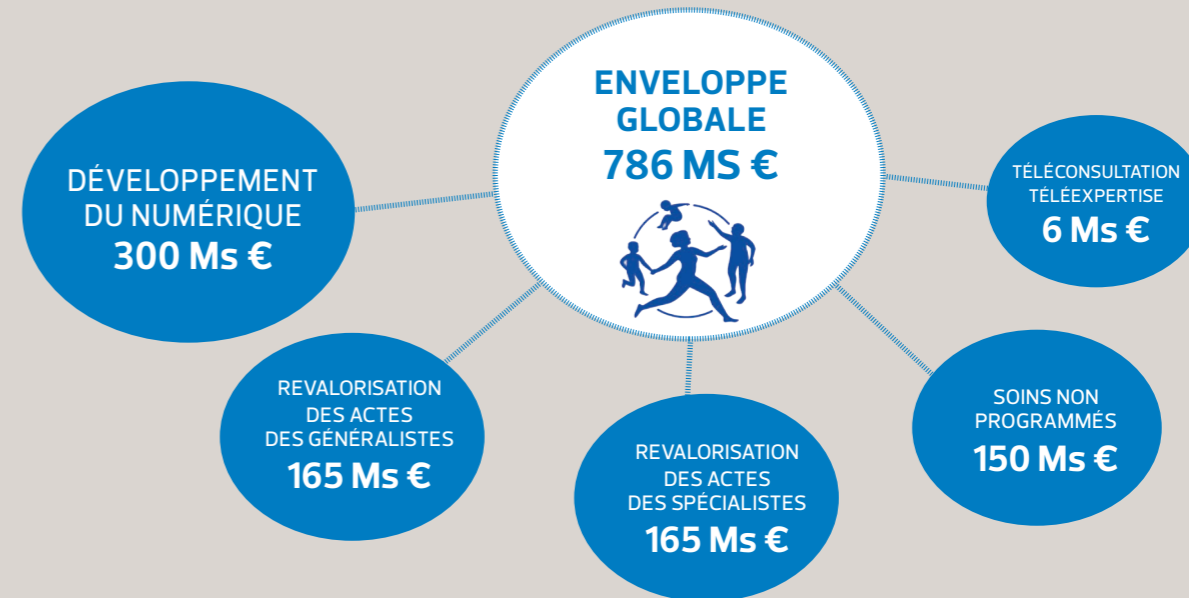 ENVELOPPE
GLOBALE
786 MS €
DÉVELOPPEMENT
DU NUMÉRIQUE
300 Ms €
REVALORISATION
DES ACTES
DES GÉNÉRALISTES
165 Ms €
REVALORISATION
DES ACTES
DES SPÉCIALISTES
165 Ms €
SOINS NON
PROGRAMMÉS
150 Ms €
TÉLÉCONSULTATION
TÉLÉEXPERTISE
6 Ms €